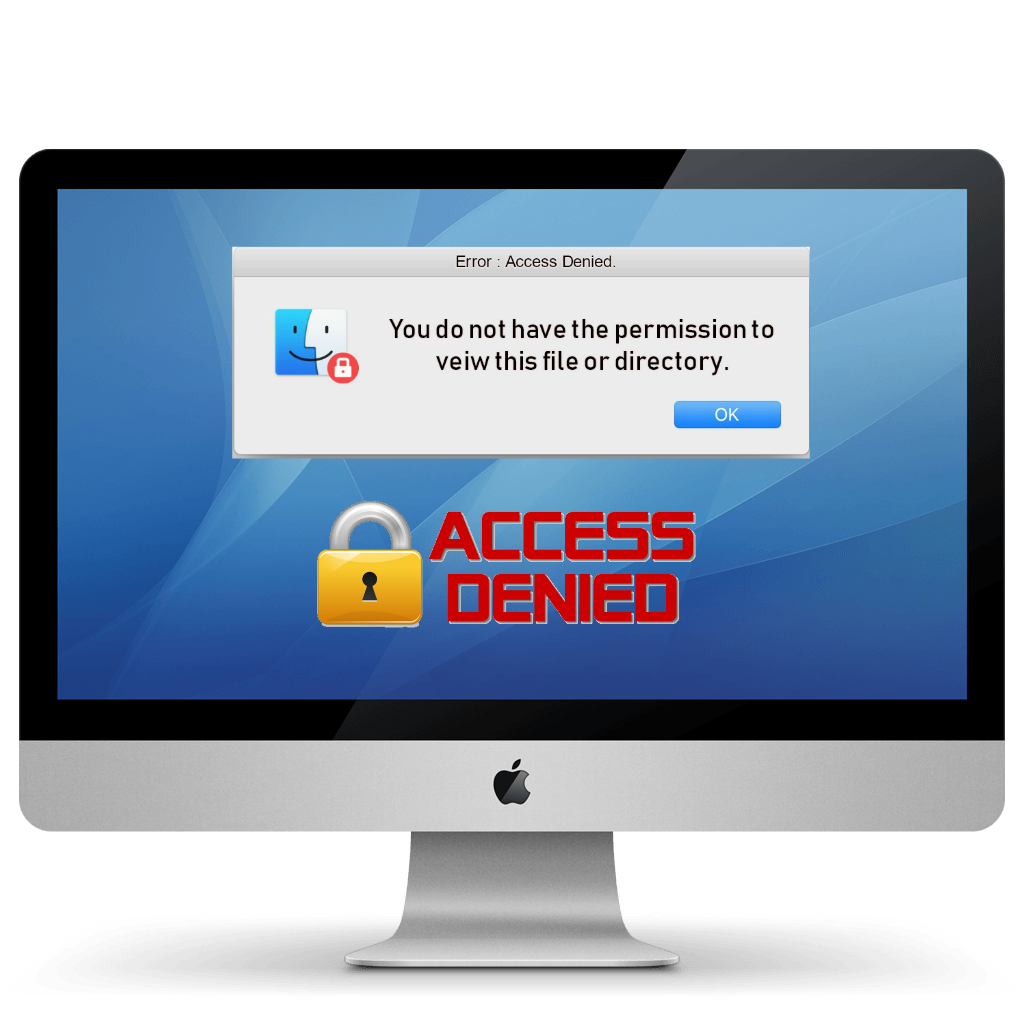 Error : Access Denied.
You do not have the permission to
veiw this file or directory.
OK
ACCESS
DENIED